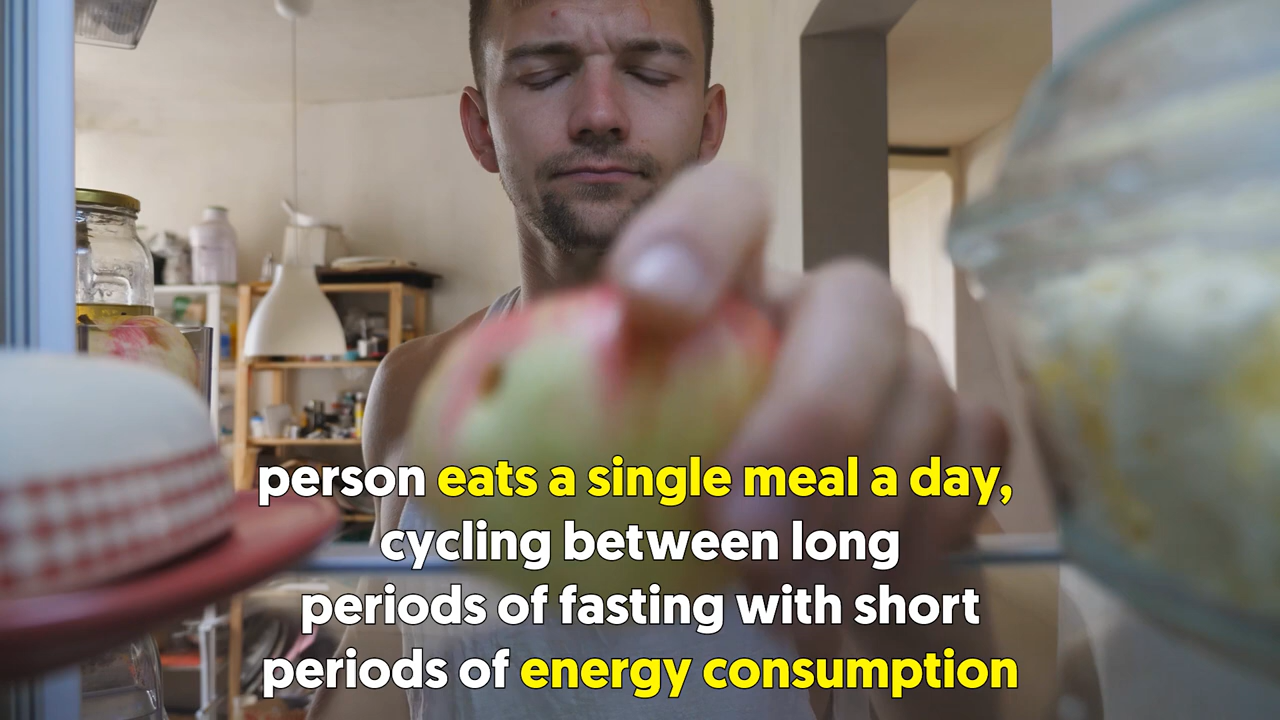 person eats a single meal a day,
cycling between long
periods of fasting with short
periods of energy consumption